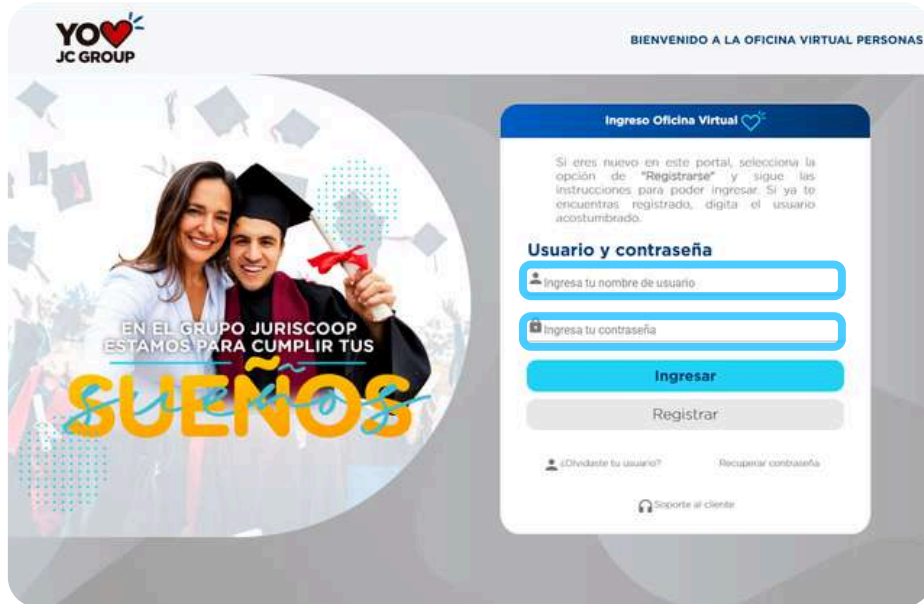 YO
JC GROUP
BIENVENIDO A LA OFICINA VIRTUAL PERSONAS
Ingreso Oficina Virtual
Si eres nuevo en este portal, selecciona la
opción de "Registrarse" y sigue las
instrucciones para poder ingresar. Si ya te
encuentras registrado, digita el usuario
acostumbrado.
Usuario y contraseña
Ingresa tu nombre de usuario
Ingresa tu contraseña
Ingresar
Registrar
¿Olvidaste tu usuario?
Recuperar contraseña
Soporte al cliente
EN EL GRUPO JURISCOOP
ESTAMOS PARA CUMPLIR TUS
SUEÑOS
sueños